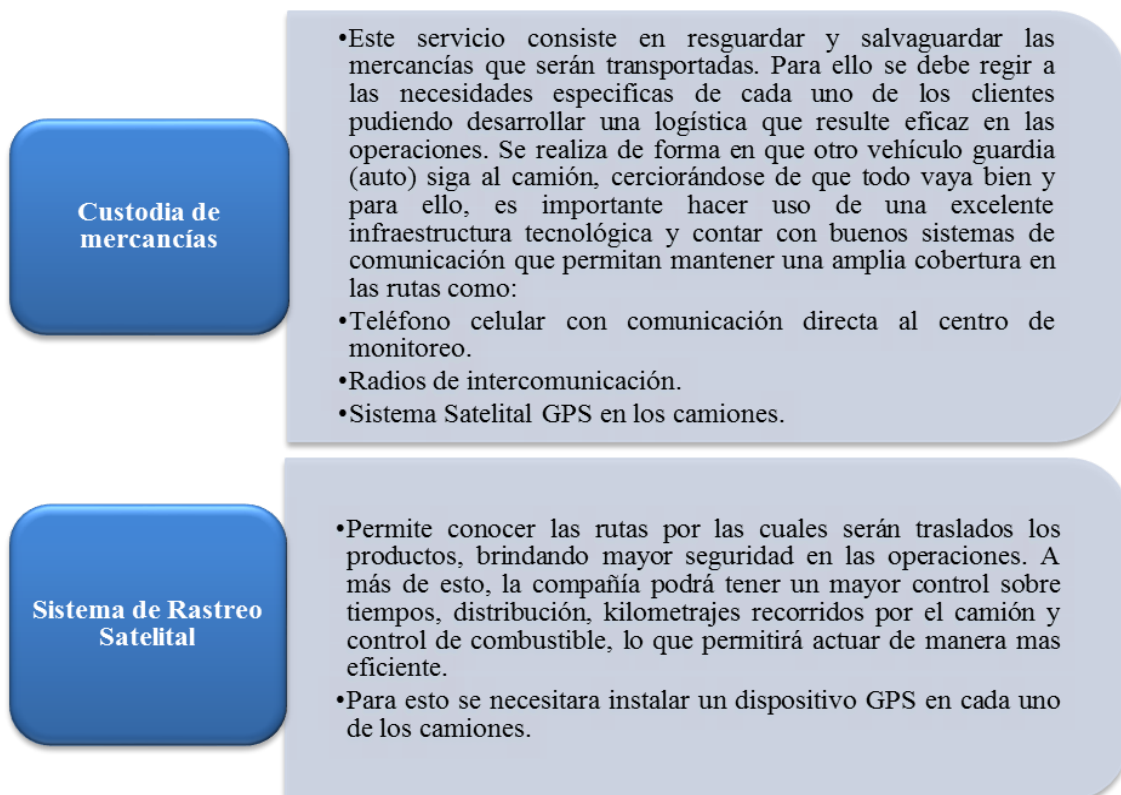 Custodia de
mercancías
•Este servicio consiste en resguardar y salvaguardar las
mercancías que serán transportadas. Para ello se debe regir a
las necesidades especificas de cada uno de los clientes
pudiendo desarrollar una logística que resulte eficaz en las
operaciones. Se realiza de forma en que otro vehículo guardia
(auto) siga al camión, cerciorándose de que todo vaya bien y
para ello, es importante hacer uso de una excelente
infraestructura tecnológica y contar con buenos sistemas de
comunicación que permitan mantener una amplia cobertura en
las rutas como:
•Teléfono celular con comunicación directa al centro de
monitoreo.
•Radios de intercomunicación.
•Sistema Satelital GPS en los camiones.
Sistema de Rastreo
Satelital
•Permite conocer las rutas por las cuales serán traslados los
productos, brindando mayor seguridad en las operaciones. A
más de esto, la compañía podrá tener un mayor control sobre
tiempos, distribución, kilometrajes recorridos por el camión y
control de combustible, lo que permitirá actuar de manera mas
eficiente.
•Para esto se necesitara instalar un dispositivo GPS en cada uno
de los camiones.